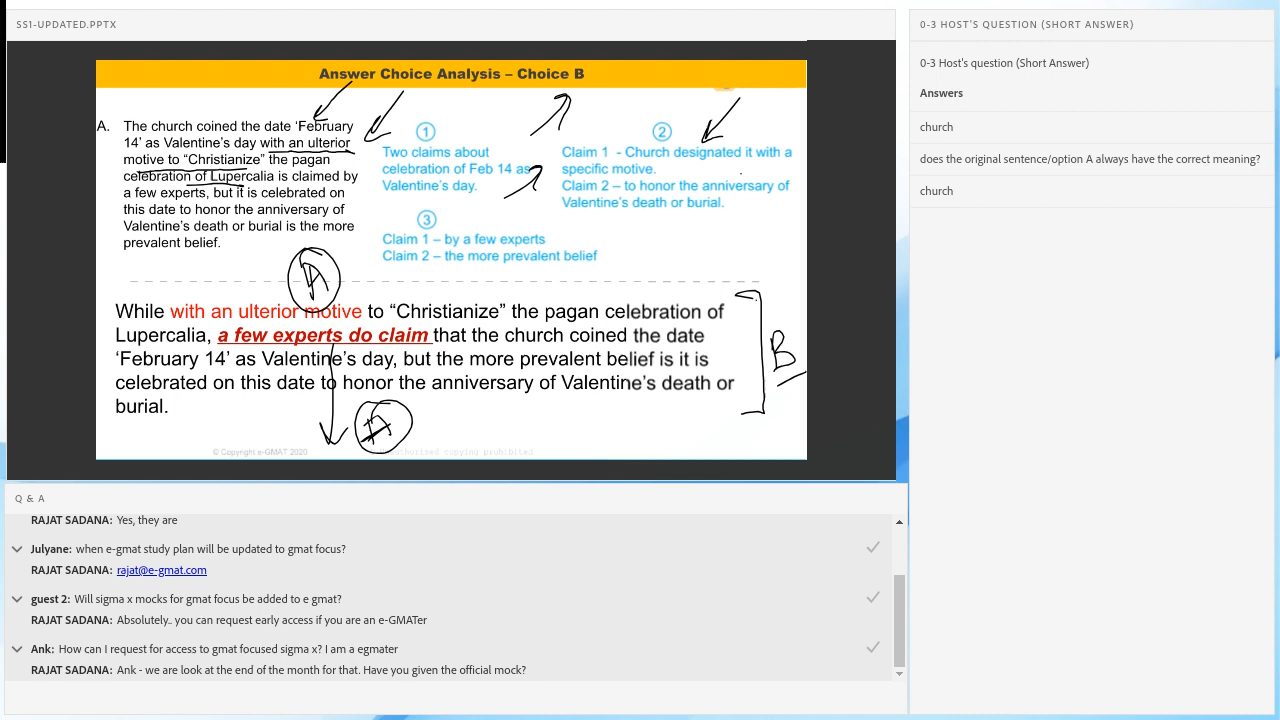 SS1-UPDATED.PPTX
Answer Choice Analysis – Choice B
A. The church coined the date ‘February
14’ as Valentine’s day with an ulterior
motive to “Christianize” the pagan
celebration of Lupercalia is claimed by
a few experts, but it is celebrated on
this date to honor the anniversary of
Valentine’s death or burial is the more
prevalent belief.
1
Two claims about
celebration of Feb 14 as
Valentine’s day.
2
Claim 1 - Church designated it with a
specific motive.
Claim 2 – to honor the anniversary of
Valentine’s death or burial.
3
Claim 1 – by a few experts
Claim 2 – the more prevalent belief
A
While with an ulterior motive to “Christianize” the pagan celebration of
Lupercalia, a few experts do claim that the church coined the date
‘February 14’ as Valentine’s day, but the more prevalent belief is it is
celebrated on this date to honor the anniversary of Valentine’s death or
burial.
B
A
© Copyright e-GMAT 2020
copying prohibited
Q & A
RAJAT SADANA: Yes, they are
Julyane: when e-gmat study plan will be updated to gmat focus?
RAJAT SADANA: rajat@e-gmat.com
guest 2: Will sigma x mocks for gmat focus be added to e gmat?
RAJAT SADANA: Absolutely.. you can request early access if you are an e-GMATer
Ank: How can I request for access to gmat focused sigma x? I am a egmater
RAJAT SADANA: Ank - we are look at the end of the month for that. Have you given the official mock?
0-3 HOST'S QUESTION (SHORT ANSWER)
0-3 Host's question (Short Answer)
Answers
church
does the original sentence/option A always have the correct meaning?
church